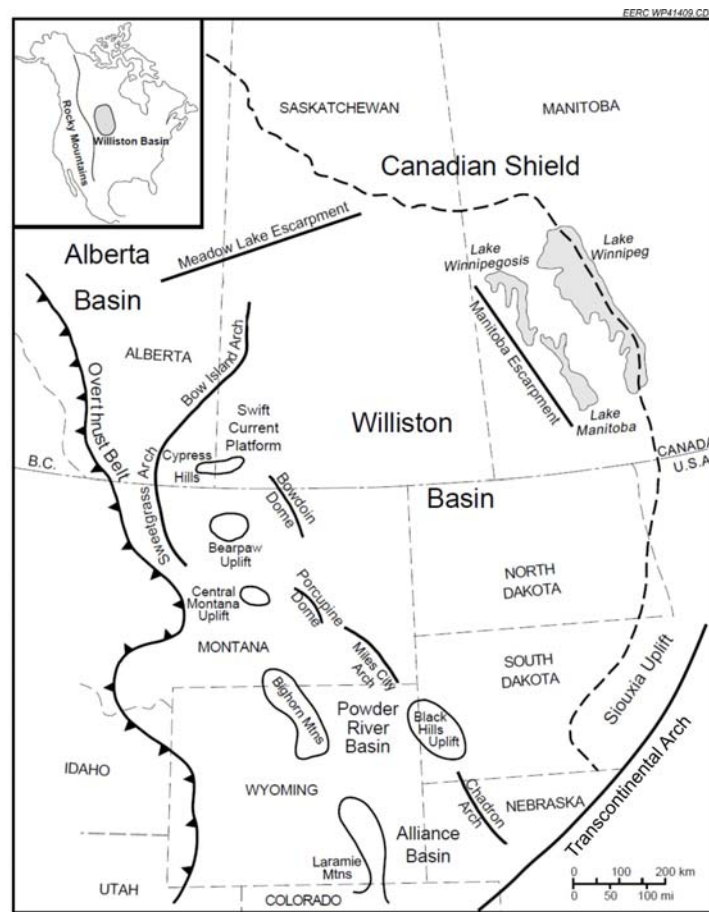 EERC WP41409.CD
Rocky Mountains
Williston Basin
SASKATCHEWAN
MANITOBA
Canadian Shield
Meadow Lake Escarpment
Alberta
Basin
Lake
Winnipegosis
Lake
Winnipeg
Manitoba Escarpment
Lake
Manitoba
ALBERTA
Bow Island Arch
Overthrust Belt
Swift
Current
Platform
Williston
Cypress
Hills
B.C.
CANADA
U.S.A
Sweetgrass Arch
Bowdoin
Dome
Basin
Bearpaw
Uplift
Central
Montana
Uplift
Porcupine
Dome
NORTH
DAKOTA
MONTANA
Miles City
Arch
SOUTH
DAKOTA
Siouxia Uplift
Bighorn Mtns
Powder
River
Basin
Black
Hills
Uplift
Transcontinental Arch
IDAHO
WYOMING
Chadron
Arch
NEBRASKA
Alliance
Basin
Laramie
Mtns
UTAH
COLORADO
0 100 200 km
0 50 100 mi